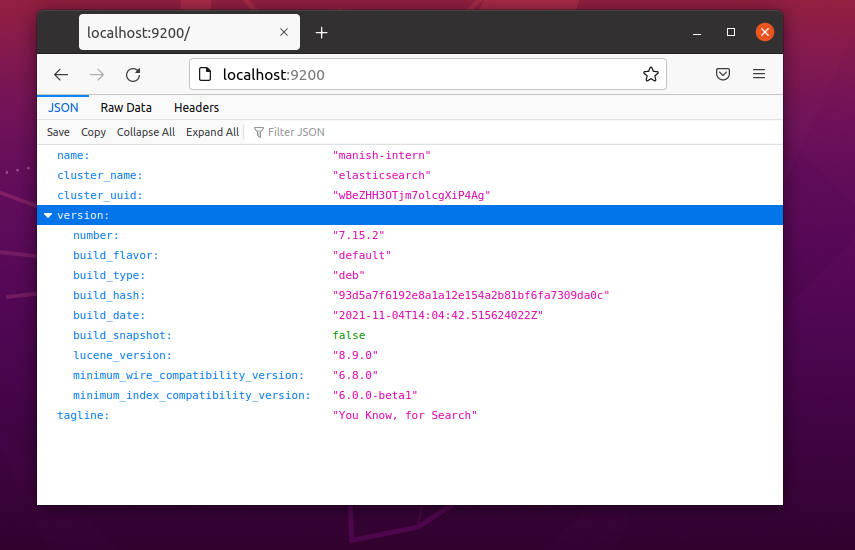 localhost:9200/
localhost:9200
JSON Raw Data Headers
Save Copy Collapse All Expand All Filter JSON
name: "manish-intern"
cluster_name: "elasticsearch"
cluster_uuid: "wBeZHH3OTjm7olcgXiP4Ag"
version:
number: "7.15.2"
build_flavor: "default"
build_type: "deb"
build_hash: "93d5a7f6192e8a1a12e154a2b81bf6fa7309da0c"
build_date: "2021-11-04T14:04:42.515624022Z"
build_snapshot: false
lucene_version: "8.9.0"
minimum_wire_compatibility_version: "6.8.0"
minimum_index_compatibility_version: "6.0.0-beta1"
tagline: "You Know, for Search"